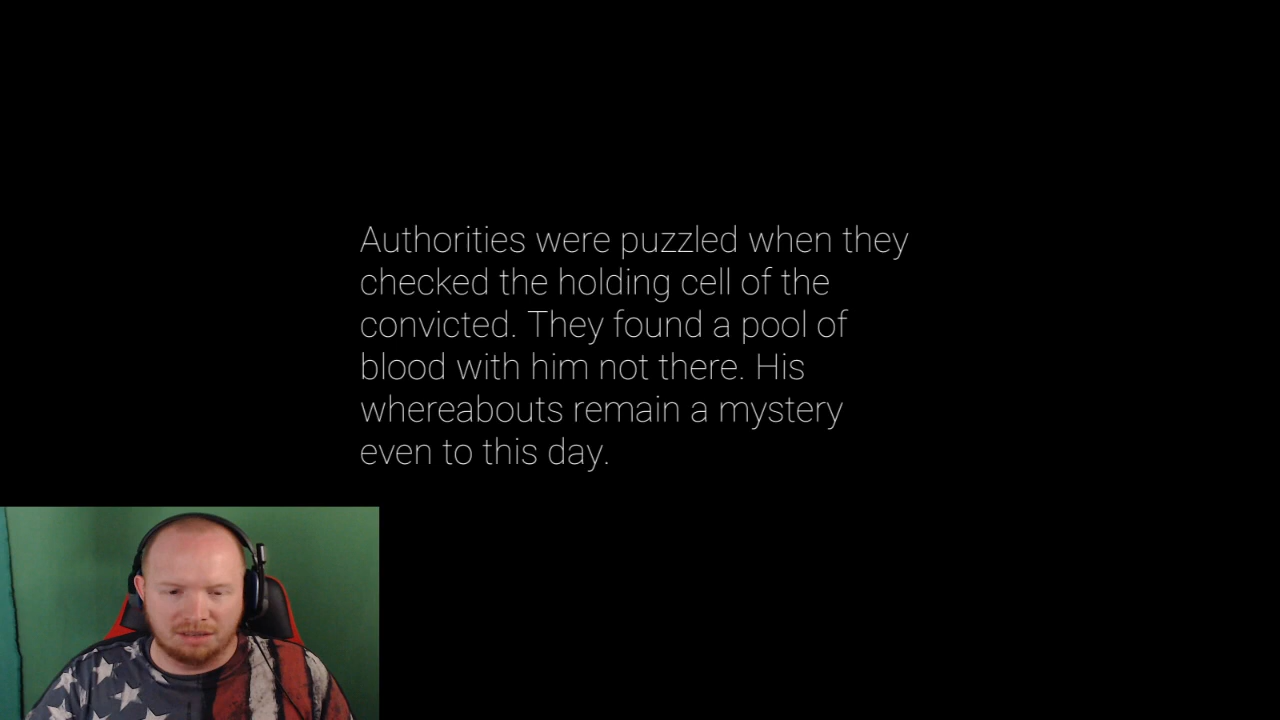 Authorities were puzzled when they
checked the holding cell of the
convicted. They found a pool of
blood with him not there. His
whereabouts remain a mystery
even to this day.